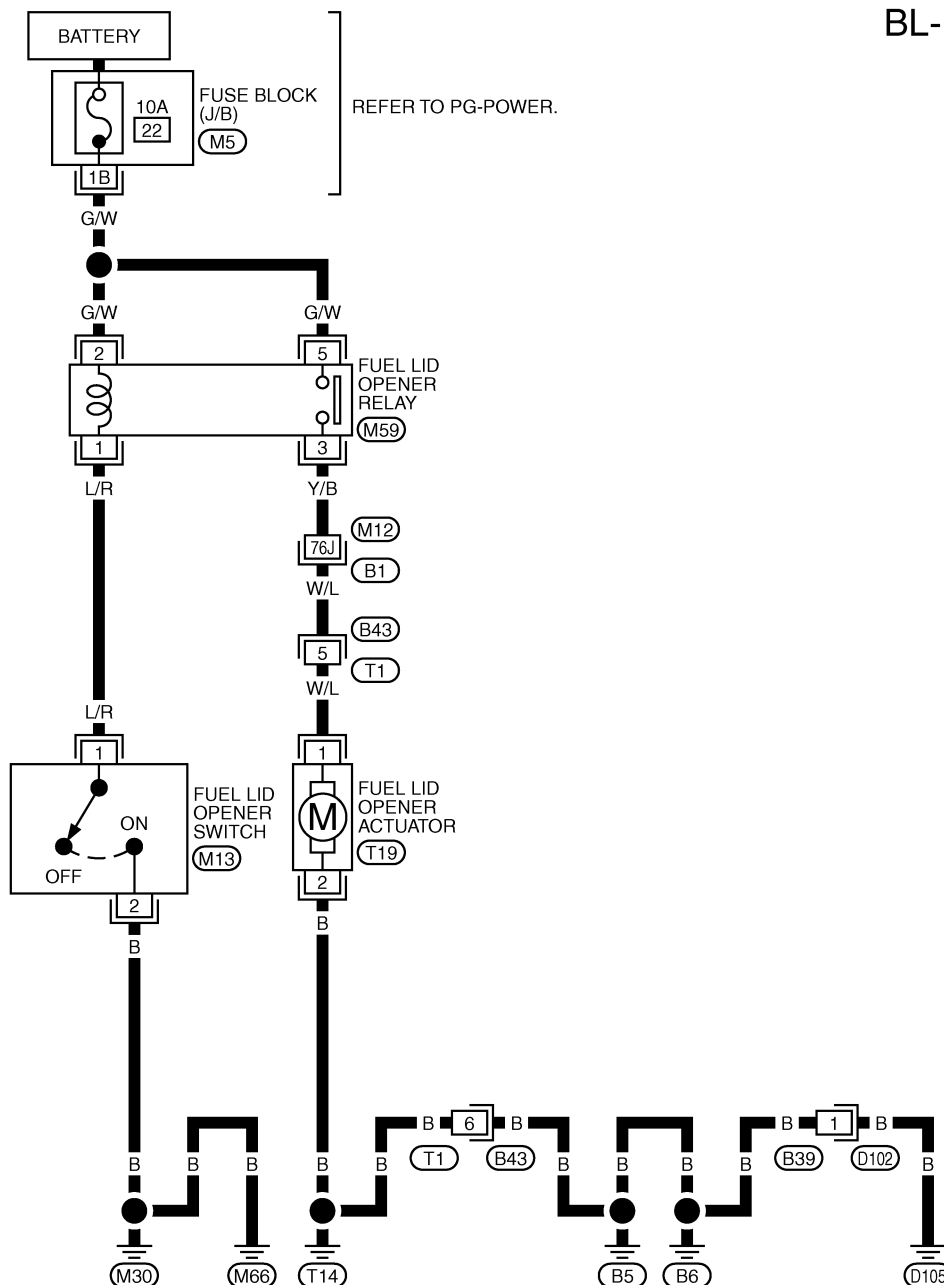 BL-
BATTERY
10A
22
FUSE BLOCK
(J/B)
M5
REFER TO PG-POWER.
1B
G/W
G/W
G/W
2
5
FUEL LID
OPENER
RELAY
M59
1
3
L/R
Y/B
M12
76J
B1
W/L
B43
5
T1
W/L
L/R
1
1
FUEL LID
OPENER
SWITCH
M13
ON
OFF
M
FUEL LID
OPENER
ACTUATOR
T19
2
2
B
B
B
6
B
B
1
B
T1
B43
B39
D102
B
B
B
B
B
B
B
B
B
B
M30
M66
T14
B5
B6
D105